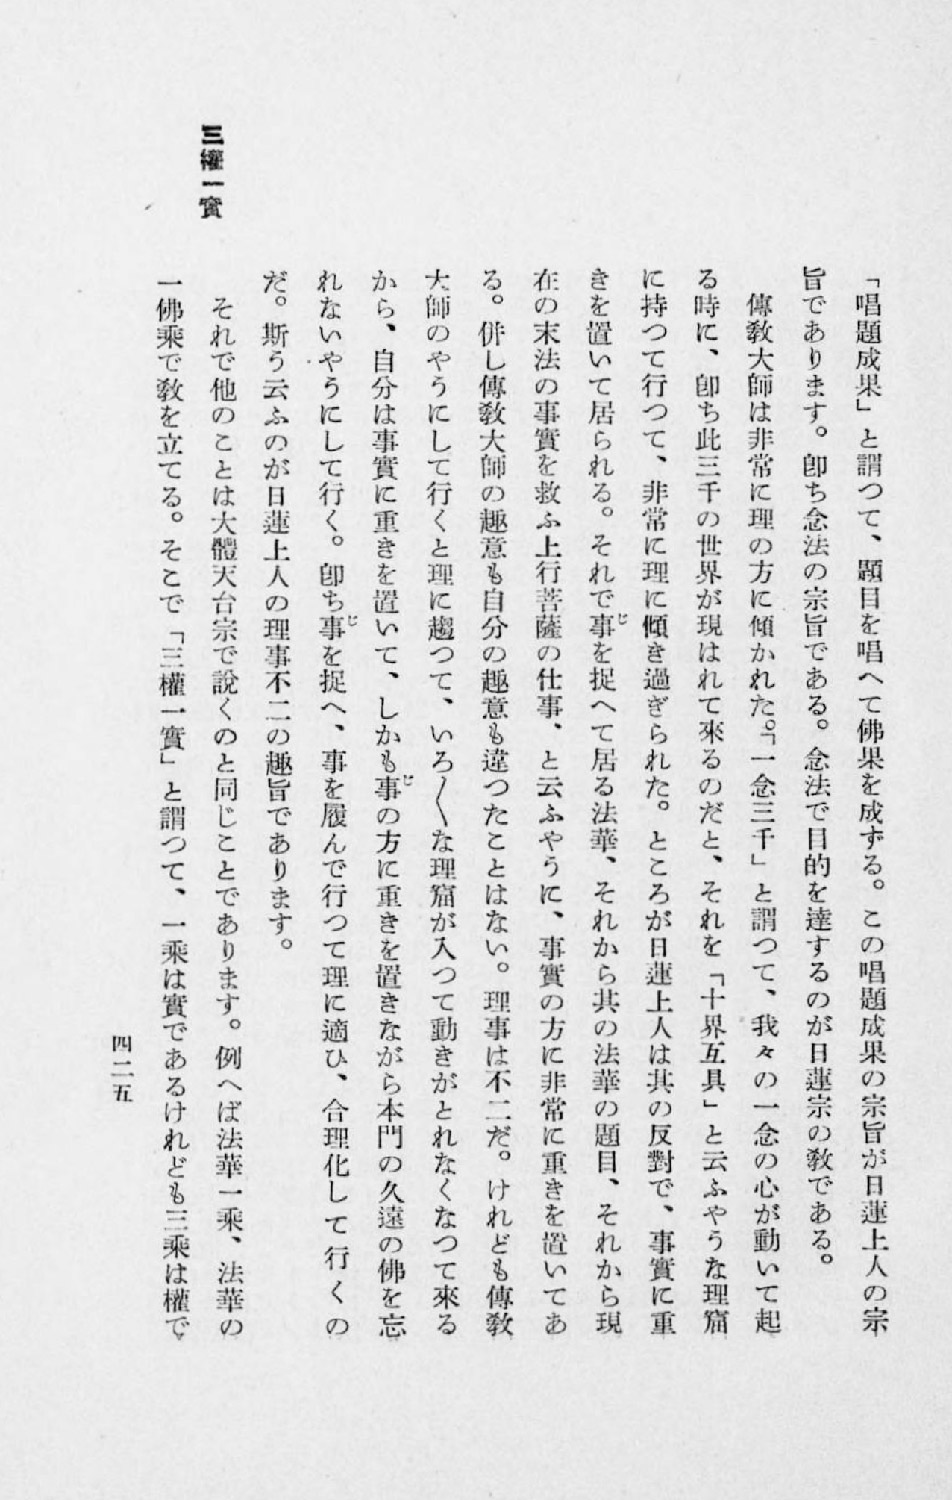 「唱題成果」と謂つて、題目を唱へて佛果を成ずる。この唱題成果の宗旨が日蓮上人の宗
旨であります。卽ち念法の宗旨である。念法で目的を達するのが日蓮宗の敎である。
傳敎大師は非常に理の方に傾かれた。「一念三千」と謂つて、我々の一念の心が動いて起
る時に、卽ち此三千の世界が現はれて來るのだと、それを「十界互具」と云ふやうな理窟
に持つて行つて、非常に理に傾き過ぎられた。ところが日蓮上人は其の反對で、事實に重
きを置いて居られる。それで事じを捉へて居る法華、それから其の法華の題目、それから現
在の末法の事實を救ふ上行菩薩の仕事、と云ふやうに、事實の方に非常に重きを置いてあ
る。併し傳敎大師の趣意も自分の趣意も違つたことはない。理事は不二だ。けれども傳敎
大師のやうにして行くと理に趨つて、いろ〱な理窟が入つて動きがとれなくなつて來る
から、自分は事實に重きを置いて、しかも事じの方に重きを置きながら本門の久遠の佛を忘
れないやうにして行く。卽ち事じを捉へ、事を履んで行つて理に適ひ、合理化して行くの
だ。斯う云ふのが日蓮上人の理事不二の趣旨であります。
三權一實
それで他のことは大體天台宗で說くのと同じことであります。例へば法華一乘、法華の
一佛乘で敎を立てる。そこで「三權一實」と謂つて、一乘は實であるけれども三乘は權で
四二五